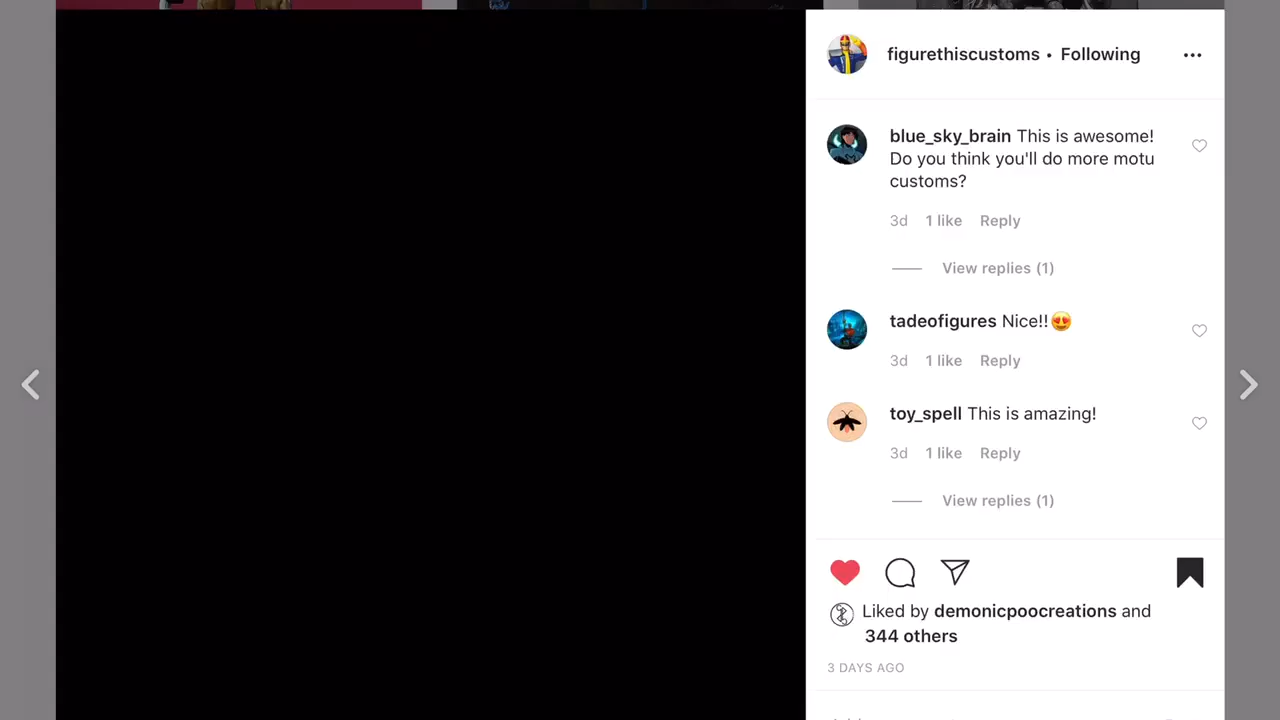 figurethiscustoms • Following
blue_sky_brain This is awesome!
Do you think you'll do more motu
customs?
3d 1 like Reply
View replies (1)
tadeofigures Nice!!😍
3d 1 like Reply
toy_spell This is amazing!
3d 1 like Reply
View replies (1)
Liked by demonicpoocreations and
344 others
3 DAYS AGO